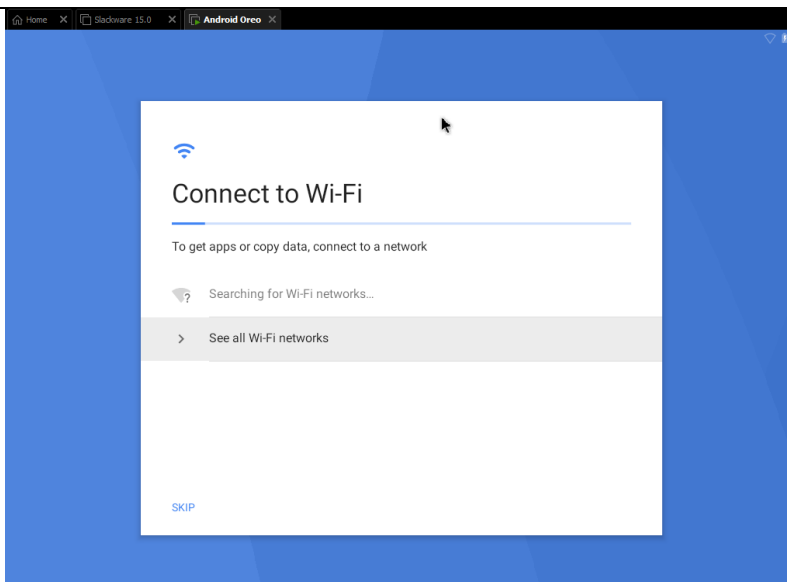 Home Slackware 15.0 Android Oreo
Connect to Wi-Fi
To get apps or copy data, connect to a network
? Searching for Wi-Fi networks...
See all Wi-Fi networks
SKIP